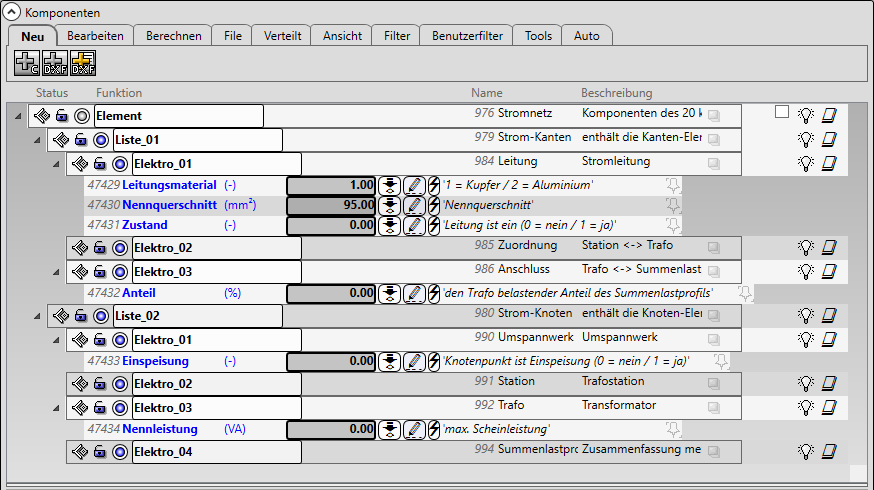 Komponenten
Neu Bearbeiten Berechnen File Verteilt Ansicht Filter Benutzerfilter Tools Auto
C DXF DXF
Status Funktion Name Beschreibung
Element 976 Stromnetz Komponenten des 20 k
Liste_01 979 Strom-Kanten enthält die Kanten-Eler
Elektro_01 984 Leitung Stromleitung
47429 Leitungsmaterial (-) 1.00 '1 = Kupfer / 2 = Aluminium'
47430 Nennquerschnitt (mm²) 95.00 'Nennquerschnitt'
47431 Zustand (-) 0.00 'Leitung ist ein (0 = nein / 1 = ja)'
Elektro_02 985 Zuordnung Station <-> Trafo
Elektro_03 986 Anschluss Trafo <-> Summenlast
47432 Anteil (%) 0.00 'den Trafo belastender Anteil des Summenlastprofils'
Liste_02 980 Strom-Knoten enthält die Knoten-Ele
Elektro_01 990 Umspannwerk Umspannwerk
47433 Einspeisung (-) 0.00 'Knotenpunkt ist Einspeisung (0 = nein / 1 = ja)'
Elektro_02 991 Station Trafostation
Elektro_03 992 Trafo Transformator
47434 Nennleistung (VA) 0.00 'max. Scheinleistung'
Elektro_04 994 Summenlastpro Zusammenfassung me